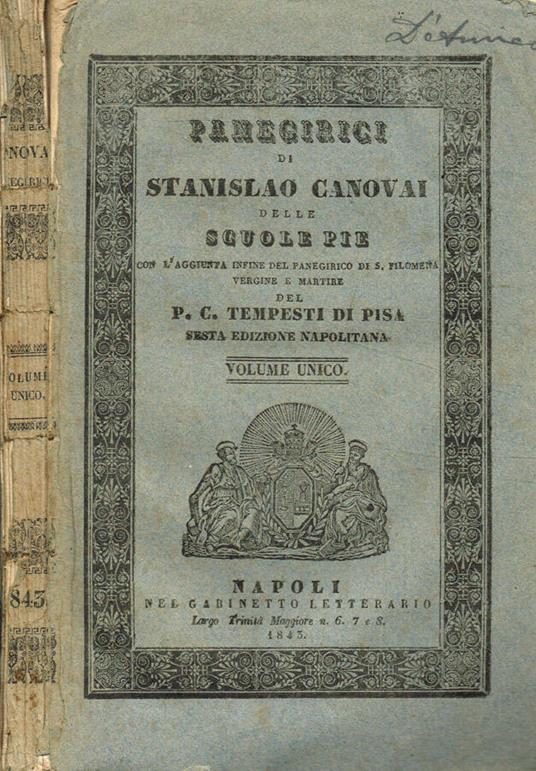 PANEGIRICI
DI
STANISLAO CANOVAI
DELLE
SCUOLE PIE
CON L'AGGIUNTA INFINE DEL PANEGIRICO DI S. FILOMENA
VERGINE E MARTIRE
DEL
P. C. TEMPESTI DI PISA
SESTA EDIZIONE NAPOLITANA.
VOLUME UNICO.
NAPOLI
NEL GABINETTO LETTERARIO
Largo Trinità Maggiore n. 6. 7 e 8.
1843.
NOVA
EGIRICI
OLUME
UNICO.
843